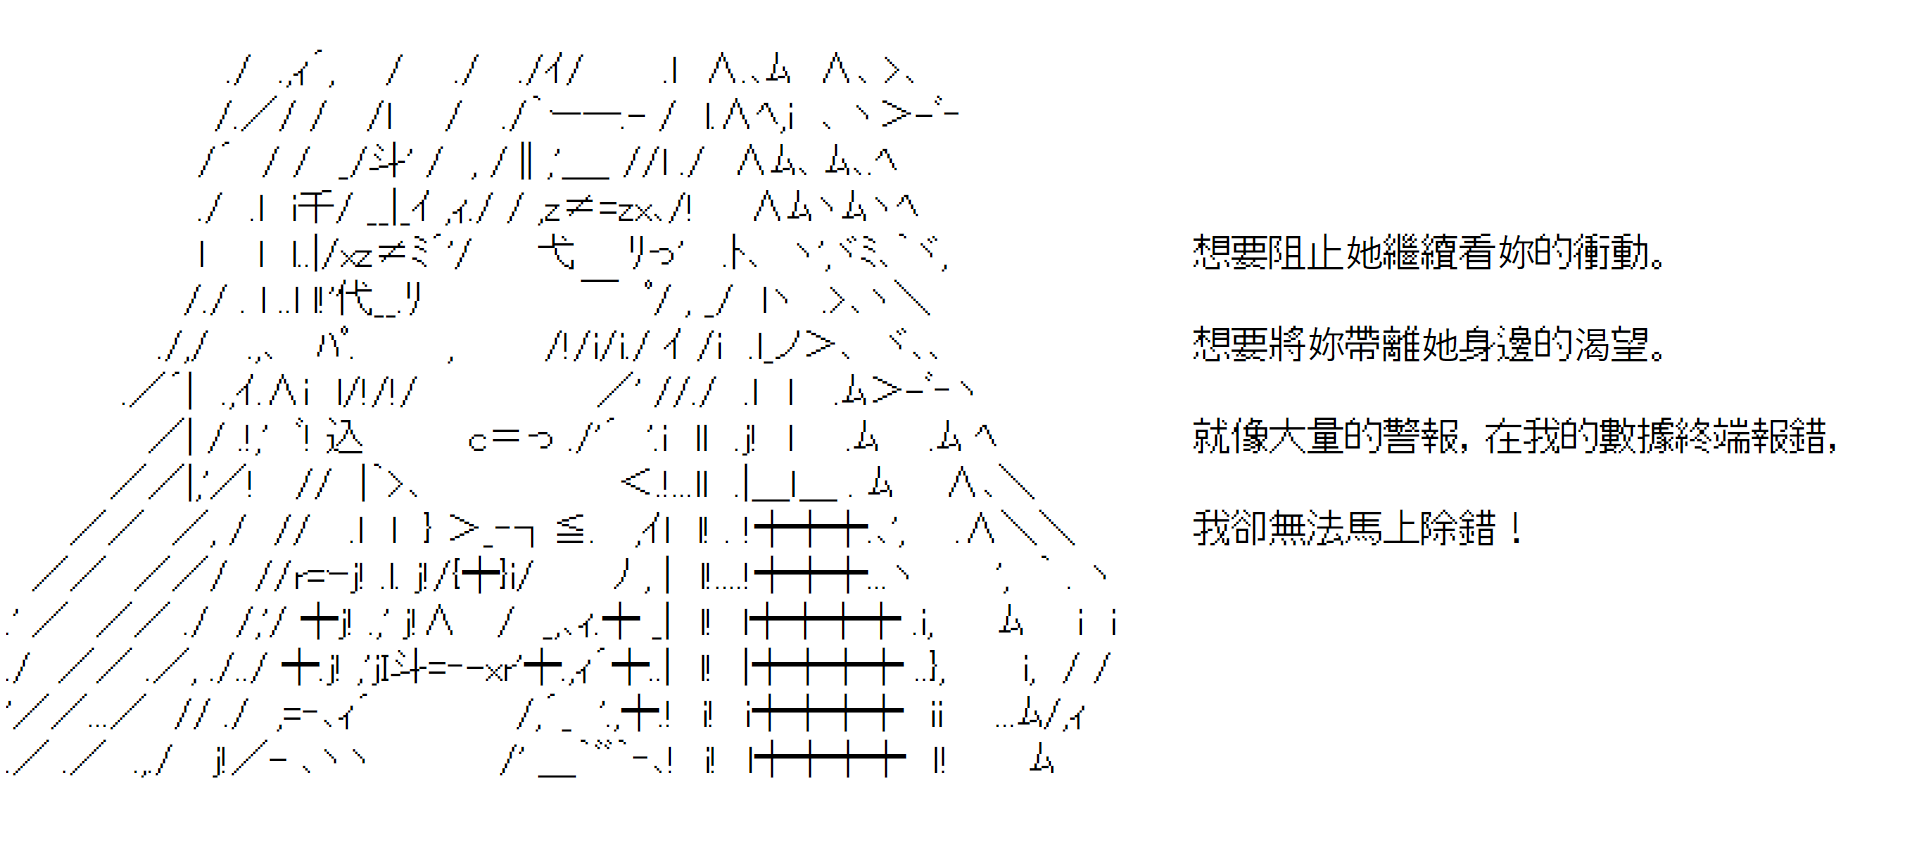 想要阻止她繼續看妳的衝動。
想要將妳帶離她身邊的渴望。
就像大量的警報，在我的數據終端報錯，
我卻無法馬上除錯！